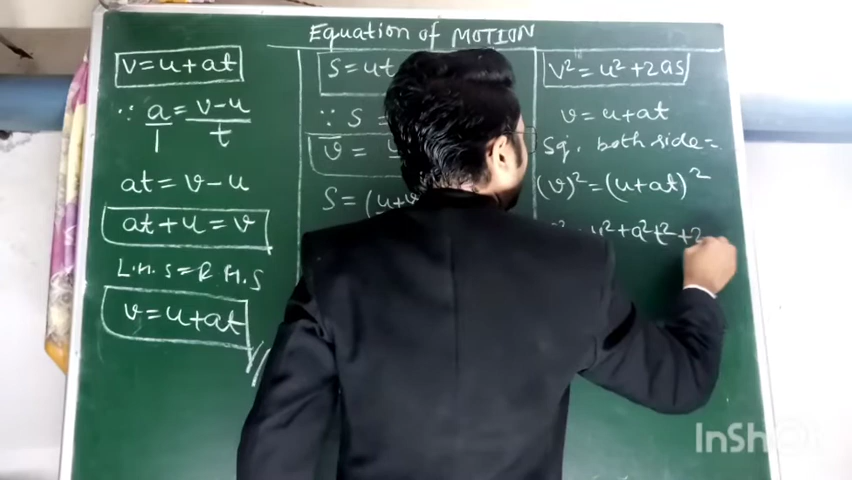 Equation of MOTION
v=u+at
∵ a/1 = v-u/t
at=v-u
at+u=v
L.H.S=R.H.S
v=u+at
S=ut
∵ S =
v̅ =
S=(u+v
v²=u²+2as
v=u+at
Sq. both side=
(v)²=(u+at)²
u²+a²t²+2
InSh